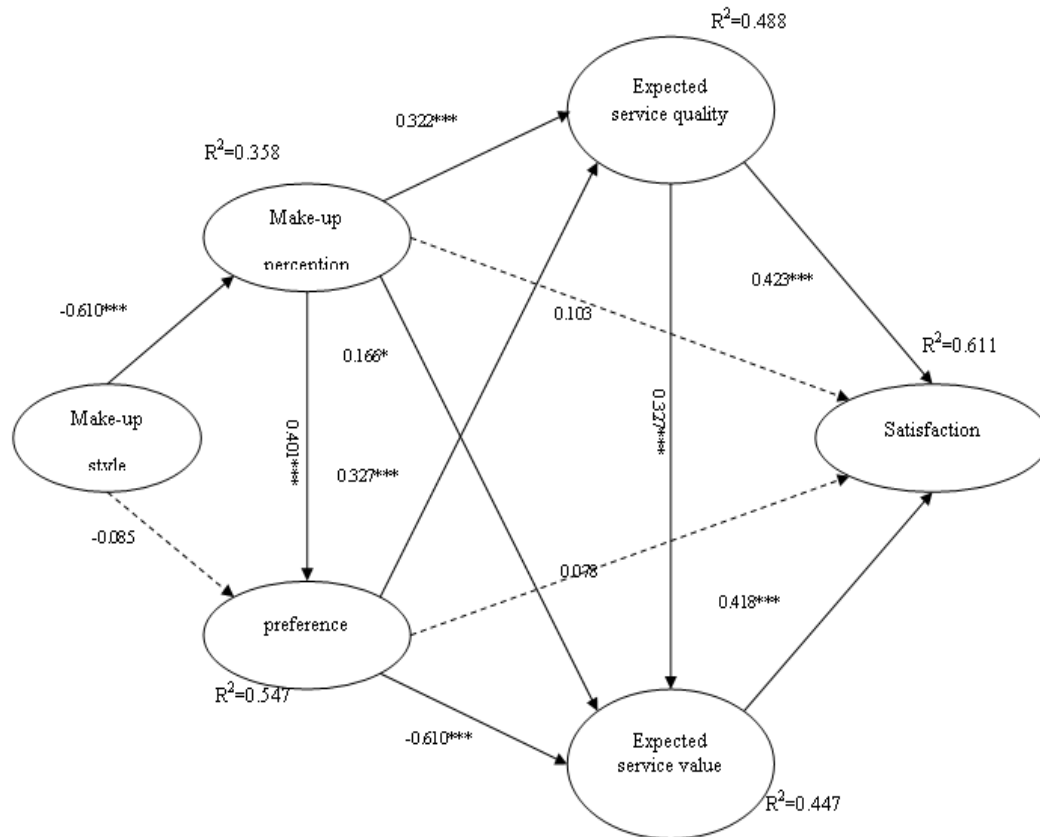 R²=0.488
Expected
service quality
0.322***
R²=0.358
Make-up
perception
-0.610***
0.423***
0.103
R²=0.611
0.166*
Make-up
style
0.401***
0.327***
0.327***
Satisfaction
-0.085
0.078
preference
0.418***
R²=0.547
-0.610***
Expected
service value
R²=0.447